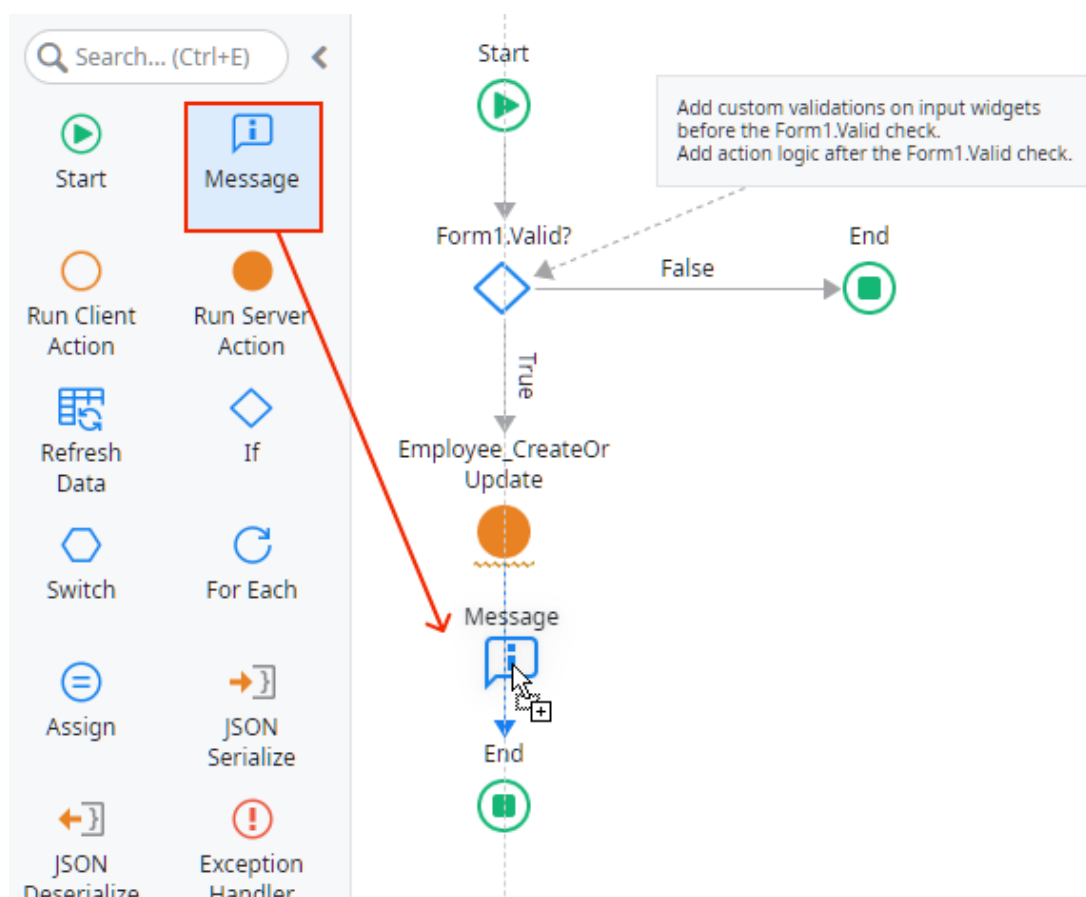 Search... (Ctrl+E)
Start
Message
Run Client
Action
Run Server
Action
Refresh
Data
If
Switch
For Each
Assign
JSON
Serialize
JSON
Deserialize
Exception
Handler
Start
Add custom validations on input widgets
before the Form1.Valid check.
Add action logic after the Form1.Valid check.
Form1.Valid?
False
End
True
Employee_CreateOr
Update
Message
End